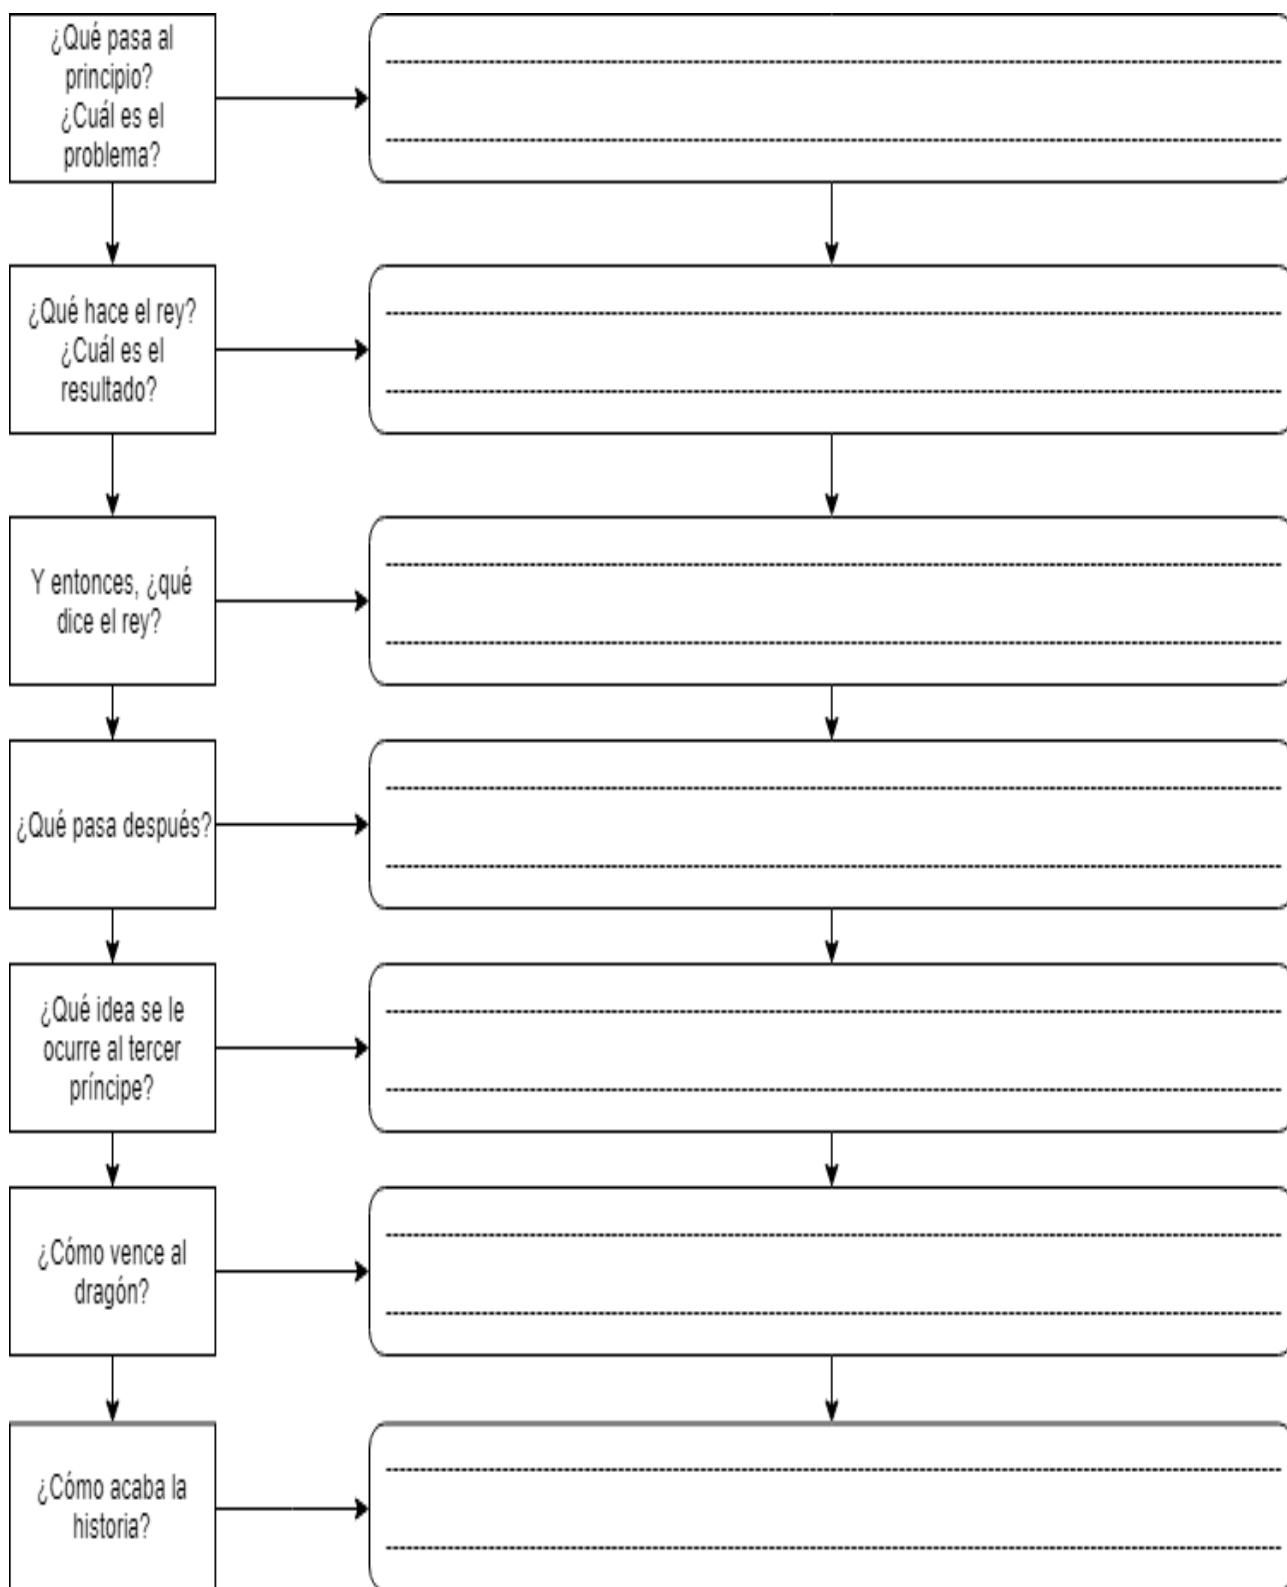 ¿Qué pasa al
principio?
¿Cuál es el
problema?
¿Qué hace el rey?
¿Cuál es el
resultado?
Y entonces, ¿qué
dice el rey?
¿Qué pasa después?
¿Qué idea se le
ocurre al tercer
príncipe?
¿Cómo vence al
dragón?
¿Cómo acaba la
historia?